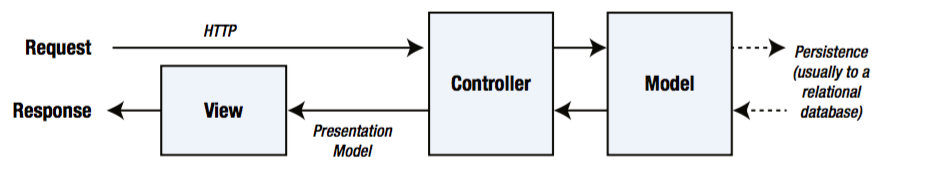 HTTP
Request
Response
View
Presentation
Model
Controller
Model
Persistence
(usually to a
relational
database)